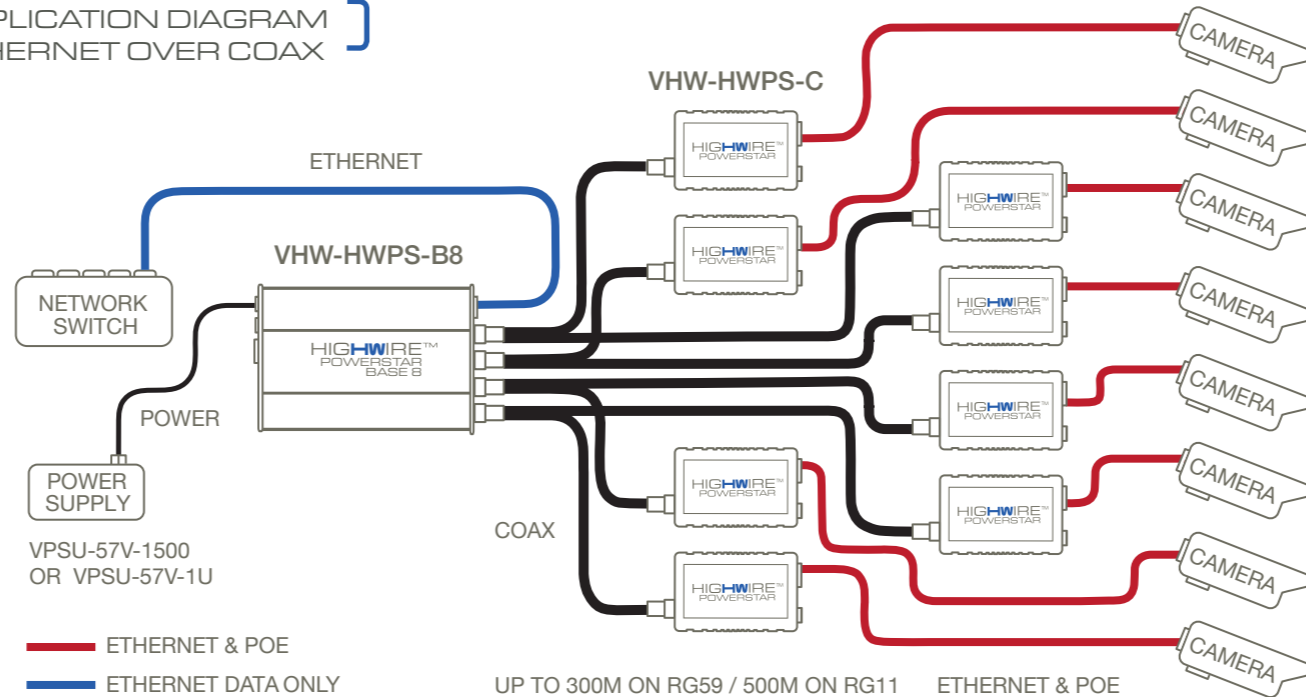 PLICATION DIAGRAM
HERNET OVER COAX
VHW-HWPS-C
ETHERNET
VHW-HWPS-B8
NETWORK
SWITCH
HIGHWIRE™
POWERSTAR
BASE 8
POWER
POWER
SUPPLY
VPSU-57V-1500
OR VPSU-57V-1U
COAX
HIGHWIRE™
POWERSTAR
HIGHWIRE™
POWERSTAR
HIGHWIRE™
POWERSTAR
HIGHWIRE™
POWERSTAR
HIGHWIRE™
POWERSTAR
HIGHWIRE™
POWERSTAR
HIGHWIRE™
POWERSTAR
HIGHWIRE™
POWERSTAR
CAMERA
CAMERA
CAMERA
CAMERA
CAMERA
CAMERA
CAMERA
CAMERA
ETHERNET & POE
ETHERNET DATA ONLY
UP TO 300M ON RG59 / 500M ON RG11
ETHERNET & POE